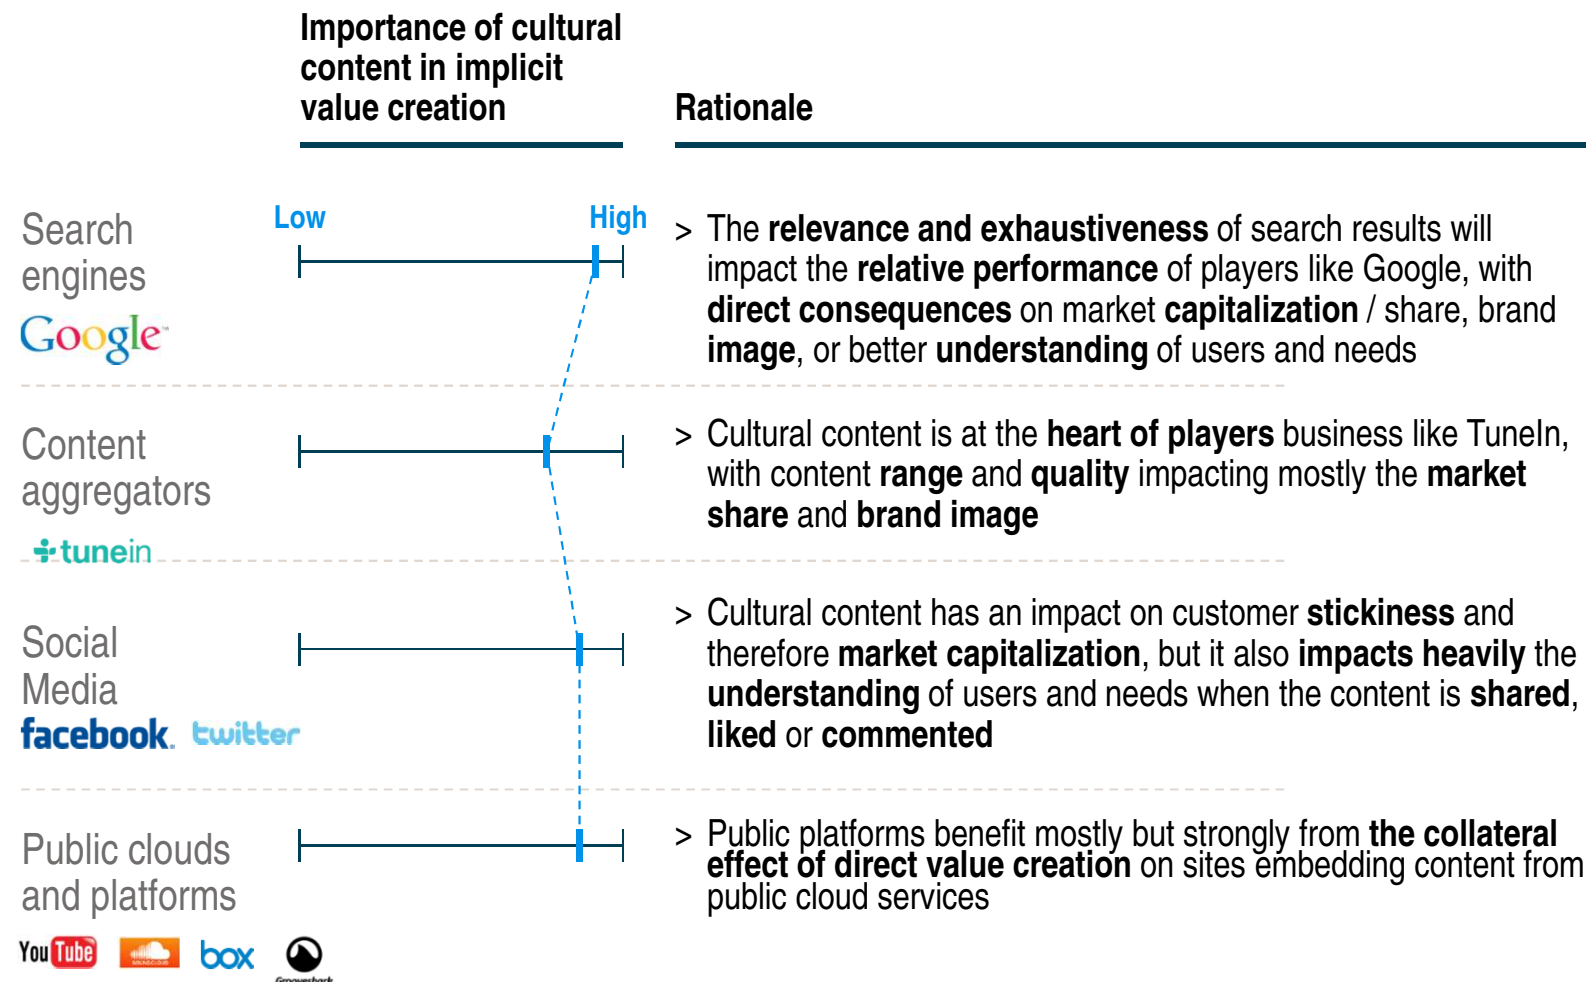 Importance of cultural
content in implicit
value creation
Rationale
Search
engines
Google
Low
High
> The relevance and exhaustiveness of search results will
impact the relative performance of players like Google, with
direct consequences on market capitalization / share, brand
image, or better understanding of users and needs
Content
aggregators
tunein
> Cultural content is at the heart of players business like TuneIn,
with content range and quality impacting mostly the market
share and brand image
Social
Media
facebook.
twitter
> Cultural content has an impact on customer stickiness and
therefore market capitalization, but it also impacts heavily the
understanding of users and needs when the content is shared,
liked or commented
Public clouds
and platforms
YouTube
SOUNDCLOUD
box
Grooveshark
> Public platforms benefit mostly but strongly from the collateral
effect of direct value creation on sites embedding content from
public cloud services